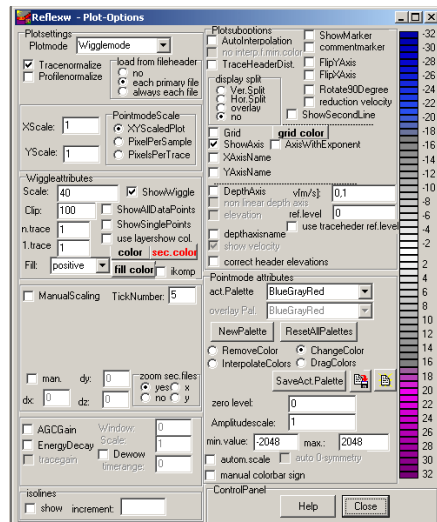 Reflexw - Plot-Options
Plotsettings
Plotmode Wigglemode
Tracenormalize
Profilenormalize
load from fileheader
no
each primary file
always each file
XScale: 1
YScale: 1
PointmodeScale
XYScaledPlot
PixelPerSample
PixelsPerTrace
Wiggleattributes
Scale: 40
ShowWiggle
Clip: 100
ShowAllDataPoints
n.trace 1
ShowSinglePoints
1.trace 1
use layershow col.
color sec.color
Fill: positive
fill color
ikomp
ManualScaling TickNumber: 5
man. dy: 0
dx: 0 dz: 0
zoom sec.files
yes x
no y
AGCGain Window: 0
EnergyDecay Scale: 1
tracegain
Dewow
timerange: 0
isolines
show increment:
Plotsuboptions
AutoInterpolation
no interp f.min.color
TraceHeaderDist.
ShowMarker
commentmarker
FlipYAxis
FlipXAxis
Rotate90Degree
reduction velocity
display split
Ver.Split
Hor.Split
overlay
no
ShowSecondLine
Grid grid color
ShowAxis AxisWithExponent
XAxisName
YAxisName
DepthAxis v[m/s]: 0,1
non linear depth axis
elevation ref.level 0
use traceheder ref.level
depthaxisname
show velocity
correct header elevations
Pointmode attributes
act.Palette BlueGrayRed
overlay Pal. BlueGrayRed
NewPalette ResetAllPalettes
RemoveColor ChangeColor
InterpolateColors DragColors
SaveAct.Palette
zero level: 0
Amplitudescale: 1
min.value: -2048 max.: 2048
autom.scale auto 0-symmetry
manual colorbar sign
ControlPanel
Help Close
-32
-30
-28
-26
-24
-22
-20
-18
-16
-14
-12
-10
-8
-6
-4
-2
2
4
6
8
10
12
14
16
18
20
22
24
26
28
30
32